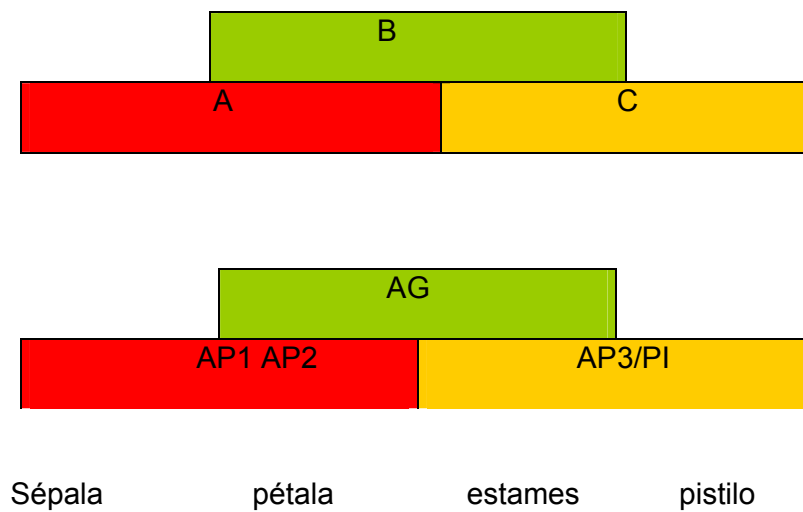 B
A C
AG
AP1 AP2 AP3/PI
Sépala pétala estames pistilo